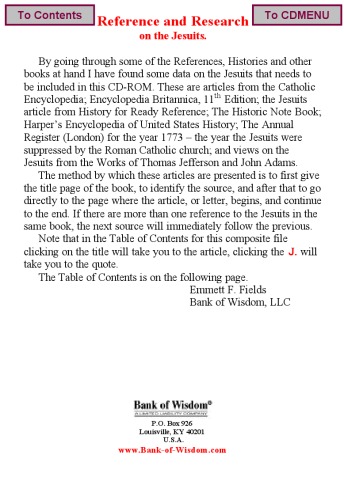 To Contents
Reference and Research
To CDMENU
on the Jesuits.
By going through some of the References, Histories and other
books at hand I have found some data on the Jesuits that needs to
be included in this CD-ROM. These are articles from the Catholic
Encyclopedia; Encyclopedia Britannica, 11th Edition; the Jesuits
article from History for Ready Reference; The Historic Note Book;
Harper's Encyclopedia of United States History; The Annual
Register (London) for the year 1773 – the year the Jesuits were
suppressed by the Roman Catholic church; and views on the
Jesuits from the Works of Thomas Jefferson and John Adams.
The method by which these articles are presented is to first give
the title page of the book, to identify the source, and after that to go
directly to the page where the article, or letter, begins, and continue
to the end. If there are more than one reference to the Jesuits in the
same book, the next source will immediately follow the previous.
Note that in the Table of Contents for this composite file
clicking on the title will take you to the article, clicking the J. will
take you to the quote.
The Table of Contents is on the following page.
Emmett F. Fields
Bank of Wisdom, LLC
Bank of Wisdom®
A LIMITED LIABILITY COMPANY
P.O. Box 926
Louisville, KY 40201
U.S.A.
www.Bank-of-Wisdom.com